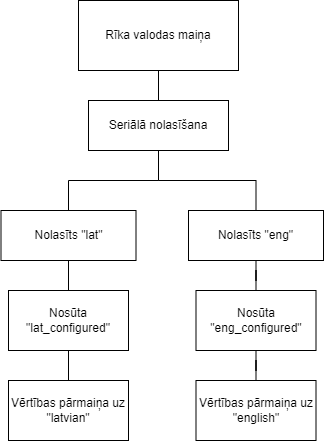 Rīka valodas maiņa
Seriālā nolasīšana
Nolasīts "lat"
Nolasīts "eng"
Nosūta
"lat_configured"
Nosūta
"eng_configured"
Vērtības pārmaiņa uz
"latvian"
Vērtības pārmaiņa uz
"english"